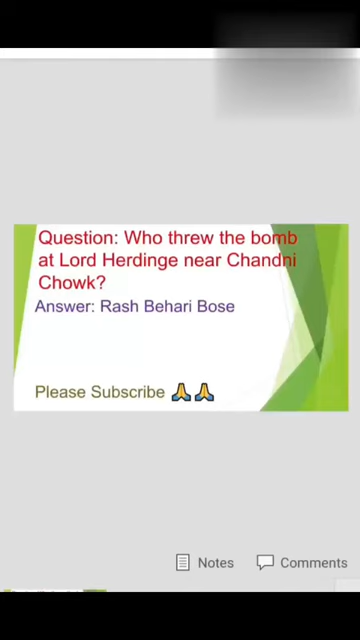 Question: Who threw the bomb
at Lord Herdinge near Chandni
Chowk?
Answer: Rash Behari Bose
Please Subscribe 🙏🙏
Notes
Comments